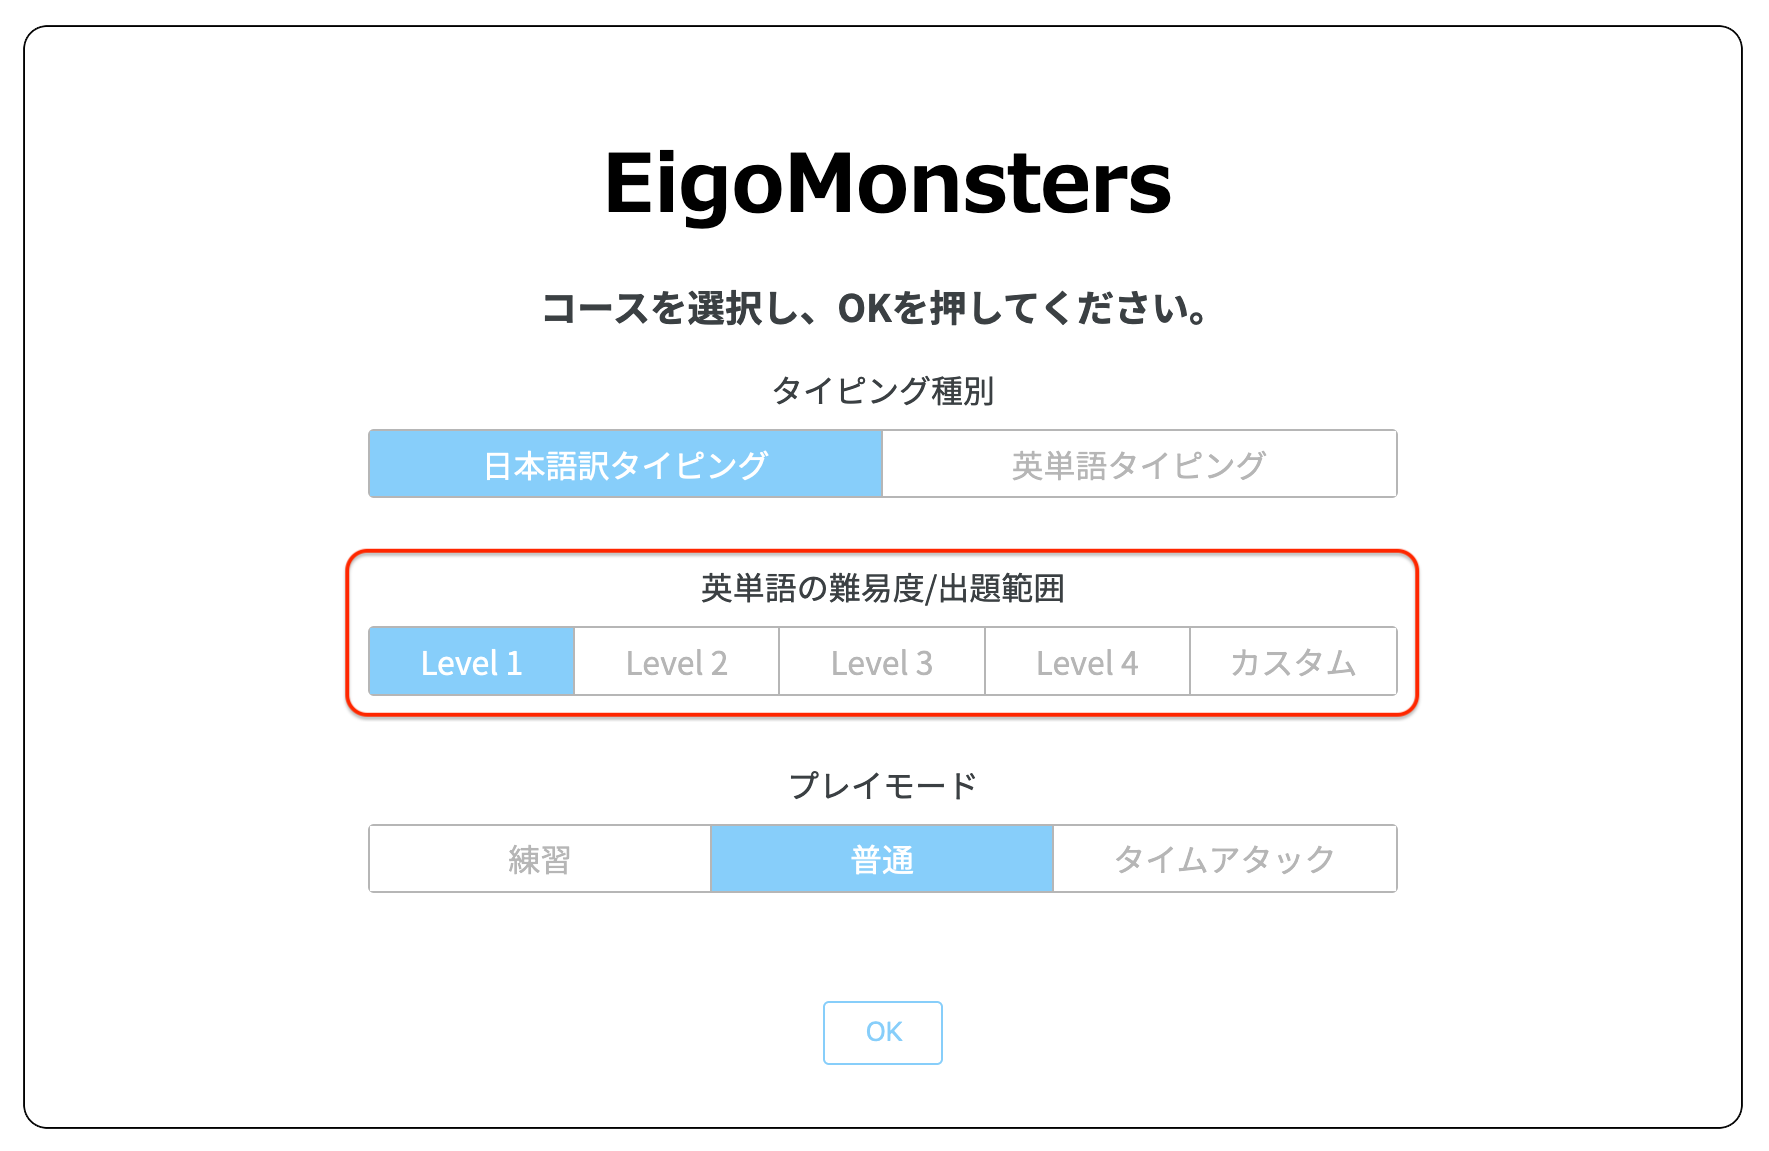 EigoMonsters
コースを選択し、OKを押してください。
タイピング種別
日本語訳タイピング 英単語タイピング
英単語の難易度/出題範囲
Level 1 Level 2 Level 3 Level 4 カスタム
プレイモード
練習 普通 タイムアタック
OK